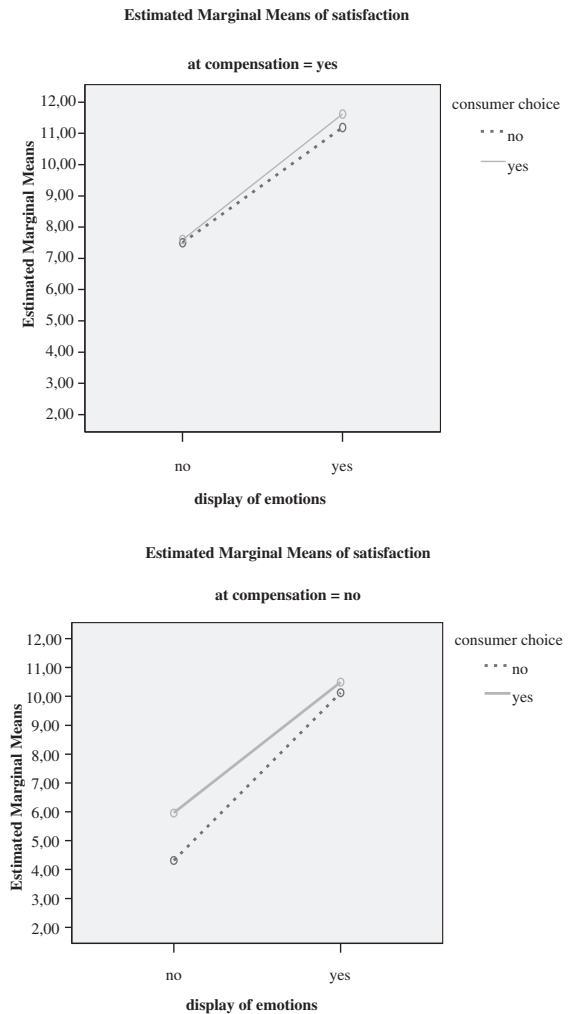 Estimated Marginal Means of satisfaction
at compensation = yes
Estimated Marginal Means
12,00
11,00
10,00
9,00
8,00
7,00
6,00
5,00
4,00
3,00
2,00
no
yes
display of emotions
consumer choice
no
yes
Estimated Marginal Means of satisfaction
at compensation = no
Estimated Marginal Means
12,00
11,00
10,00
9,00
8,00
7,00
6,00
5,00
4,00
3,00
2,00
no
yes
display of emotions
consumer choice
no
yes